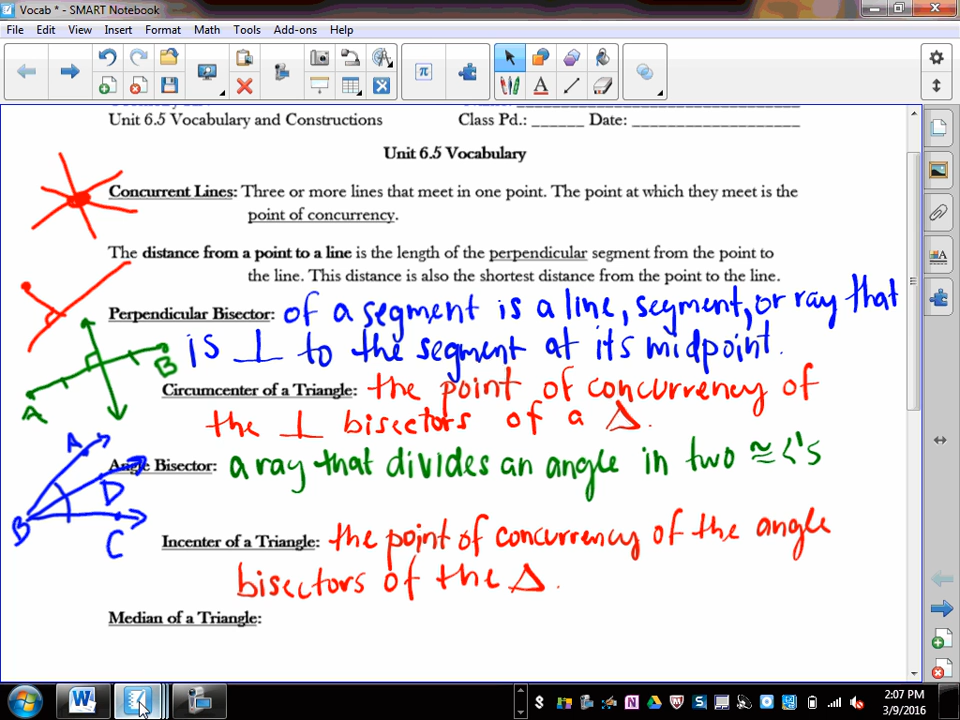 Vocab * - SMART Notebook
File Edit View Insert Format Math Tools Add-ons Help
π
Unit 6.5 Vocabulary and Constructions Class Pd.: ______ Date: __________________
Unit 6.5 Vocabulary
Concurrent Lines: Three or more lines that meet in one point. The point at which they meet is the
point of concurrency.
The distance from a point to a line is the length of the perpendicular segment from the point to
the line. This distance is also the shortest distance from the point to the line.
Perpendicular Bisector: of a segment is a line, segment, or ray that
is ⊥ to the segment at its midpoint.
A B
Circumcenter of a Triangle: the point of concurrency of
the ⊥ bisectors of a Δ.
Angle Bisector: a ray that divides an angle in two ≅ <'s
A
D
B
C
Incenter of a Triangle: the point of concurrency of the angle
bisectors of the Δ.
Median of a Triangle:
2:07 PM
3/9/2016